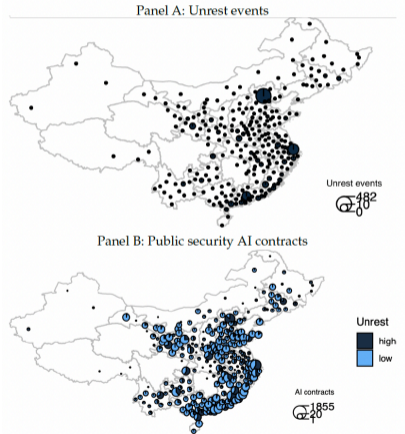 Panel A: Unrest events
Unrest events
482
10
0
Panel B: Public security AI contracts
Unrest
high
low
AI contracts
1855
20
1